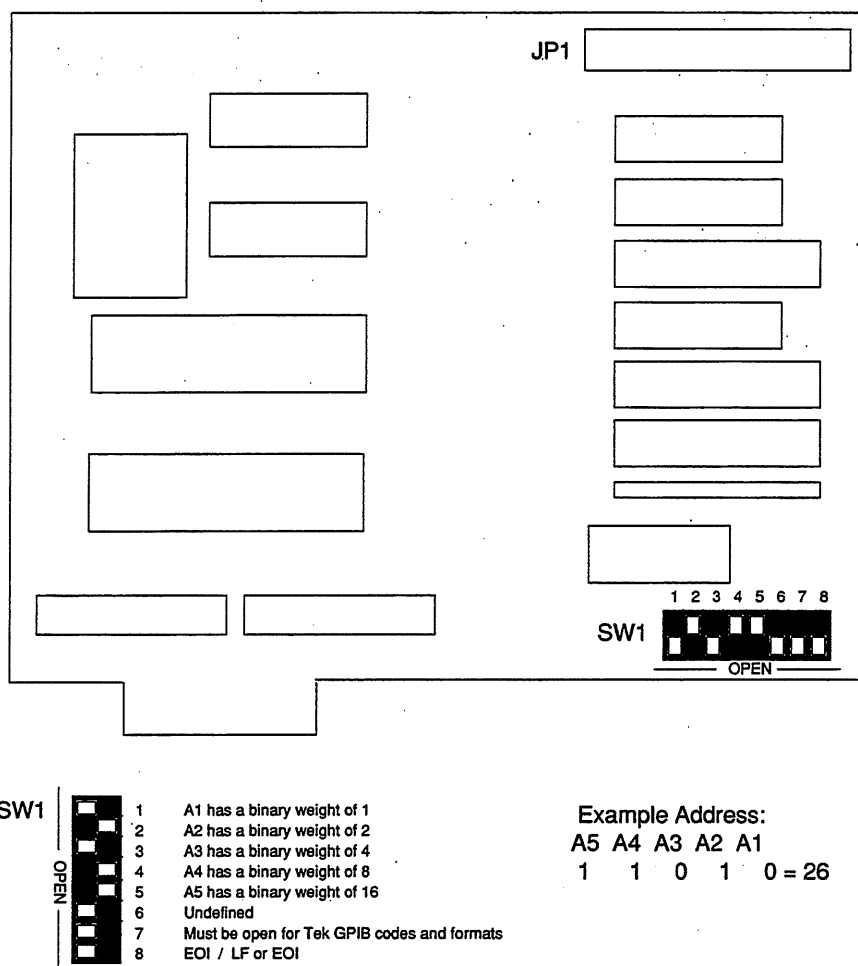 JP1
1 2 3 4 5 6 7 8
SW1
OPEN
SW1
OPEN
1 A1 has a binary weight of 1
2 A2 has a binary weight of 2
3 A3 has a binary weight of 4
4 A4 has a binary weight of 8
5 A5 has a binary weight of 16
6 Undefined
7 Must be open for Tek GPIB codes and formats
8 EOI / LF or EOI
Example Address:
A5 A4 A3 A2 A1
1 1 0 1 0 = 26